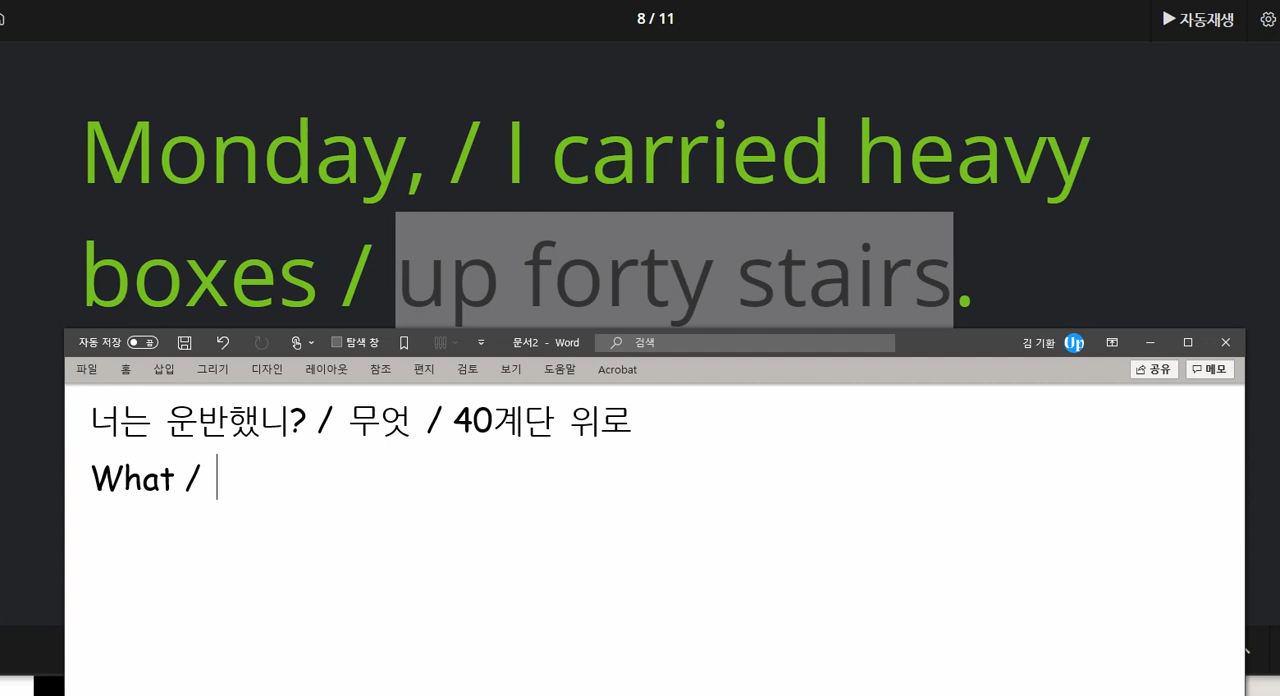 8 / 11
▶ 자동재생
Monday, / I carried heavy
boxes / up forty stairs.
자동 저장 끔 탐색 창 문서2 - Word 검색 김 기환 Up
파일 홈 삽입 그리기 디자인 레이아웃 참조 편지 검토 보기 도움말 Acrobat 공유 메모
너는 운반했니? / 무엇 / 40계단 위로
What /